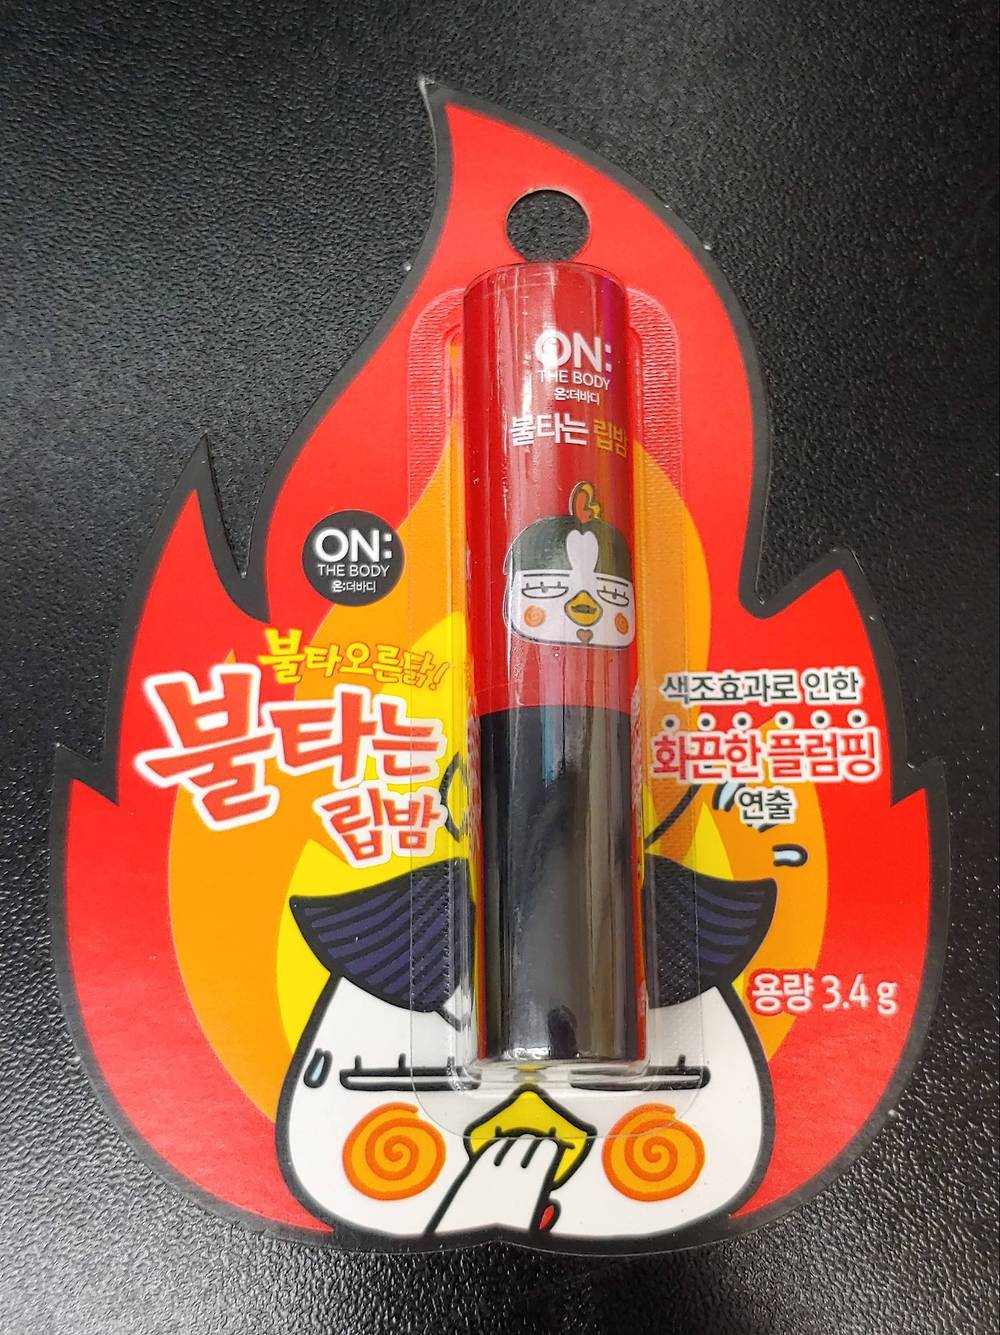 ON:
THE BODY
온:더바디
불타는 립밤
ON:
THE BODY
온:더바디
불타오른닭!
불타는
립밤
색조효과로 인한
화끈한 플럼핑
연출
용량 3.4 g